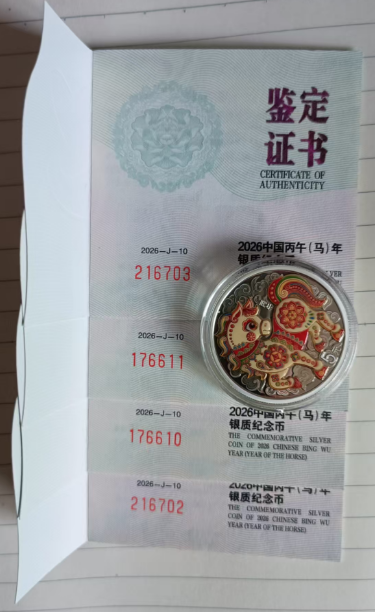 鉴定
证书
CERTIFICATE OF
AUTHENTICITY
2026—J—10
216703
2026中国丙午(马)年
2026—J—10
176611
2026—J—10
176610
2026中国丙午(马)年
银质纪念币
THE COMMEMORATIVE SILVER
COIN OF 2026 CHINESE BING WU
YEAR (YEAR OF THE HORSE)
2026—J—10
216702
2026中国丙午(马)年
银质纪念币
THE COMMEMORATIVE SILVER
COIN OF 2026 CHINESE BING WU
YEAR (YEAR OF THE HORSE)